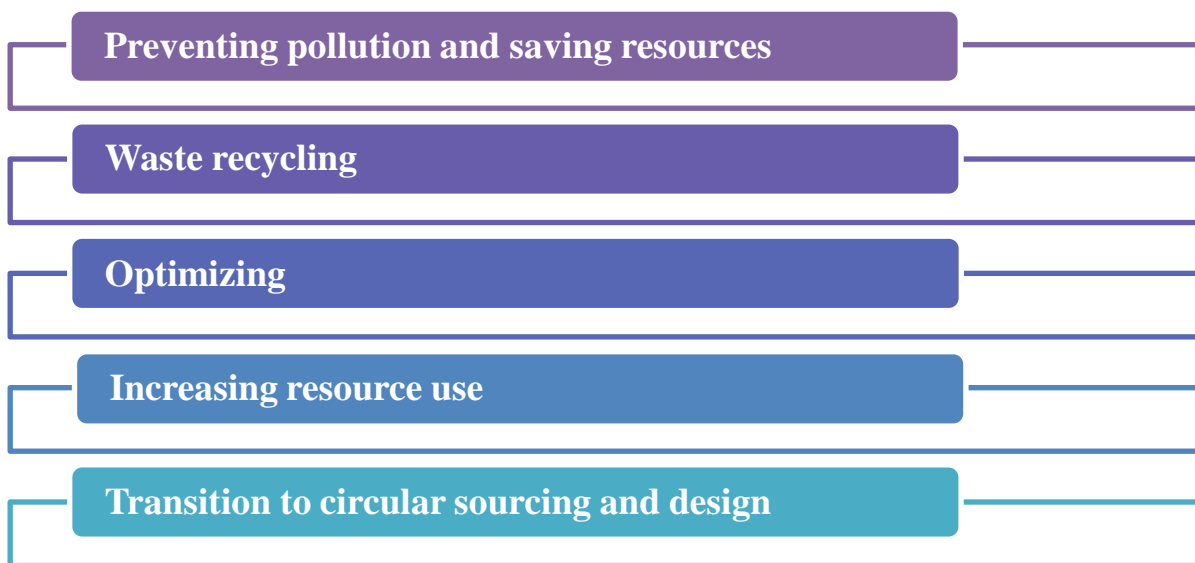 Preventing pollution and saving resources
Waste recycling
Optimizing
Increasing resource use
Transition to circular sourcing and design